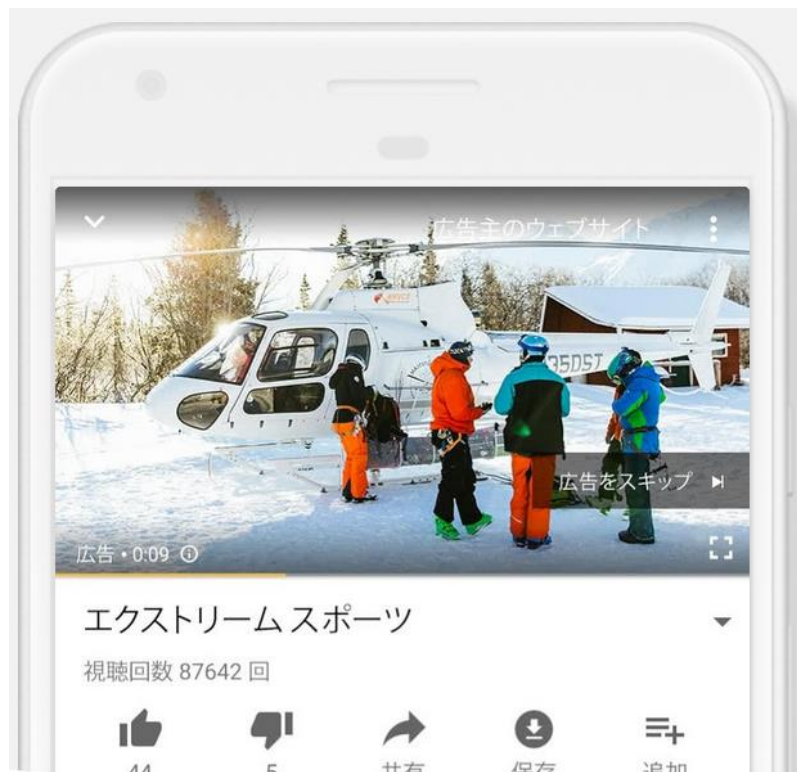 広告主のウェブサイト
35DST
広告をスキップ
広告 • 0:09
エクストリーム スポーツ
視聴回数 87642 回
44 5 共有 保存 追加